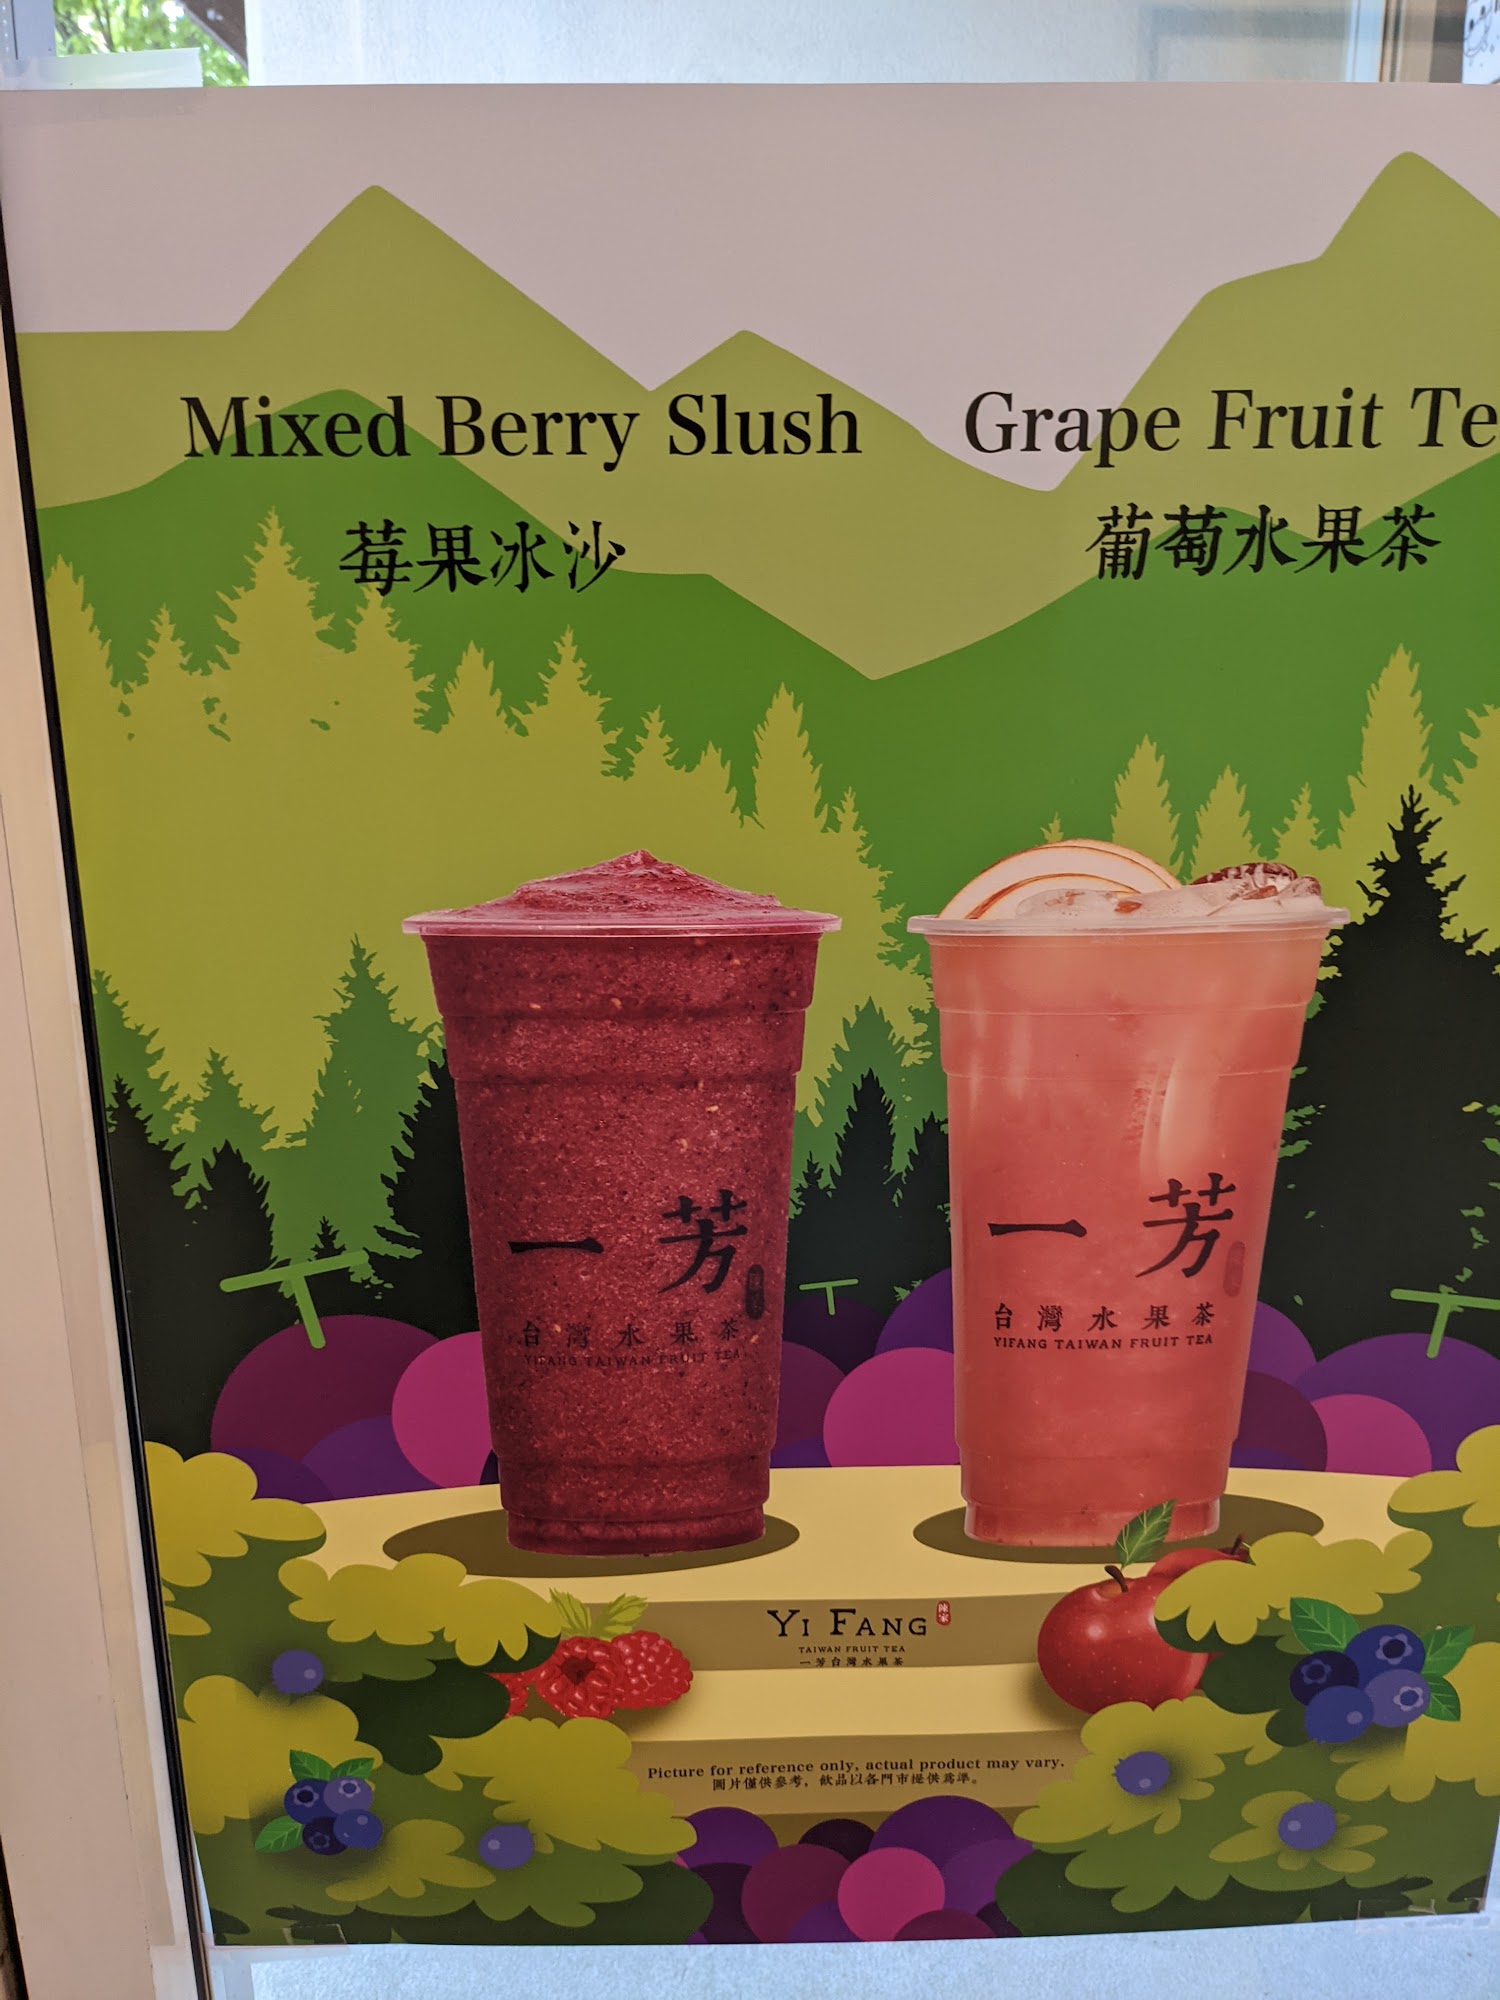 Mixed Berry Slush
莓果冰沙
Grape Fruit Te
葡萄水果茶
一芳
台灣水果茶
YIFANG TAIWAN FRUIT TEA
一芳
台灣水果茶
YIFANG TAIWAN FRUIT TEA
YI FANG
陳家
TAIWAN FRUIT TEA
一芳台灣水果茶
Picture for reference only, actual product may vary.
圖片僅供參考，飲品以各門市提供為準。